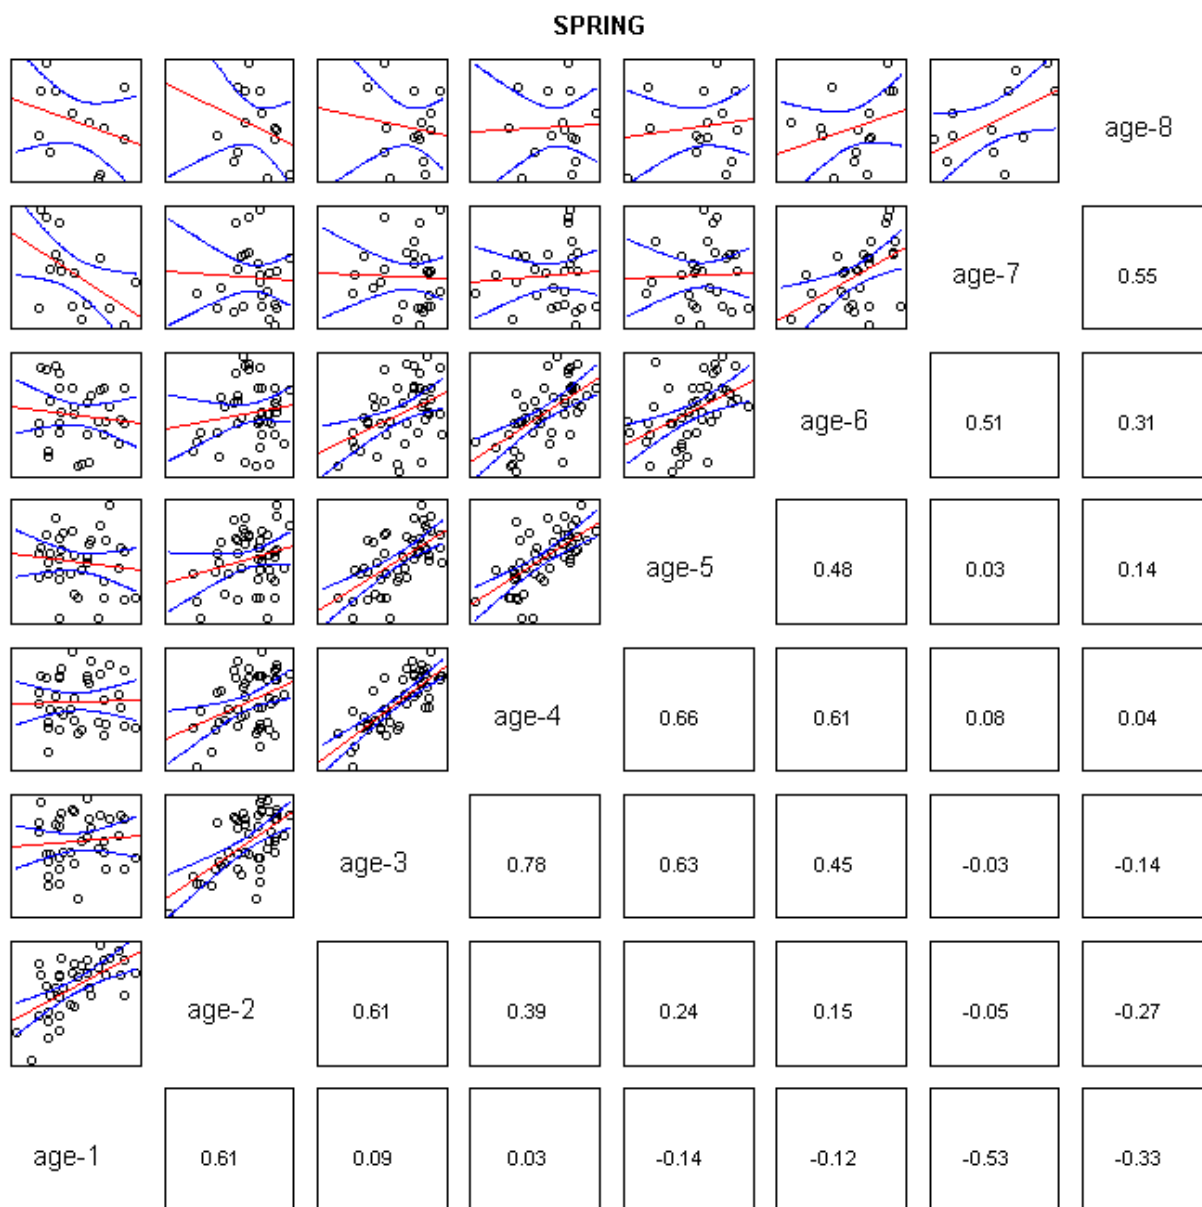 SPRING
age-8
age-7 0.55
age-6 0.51 0.31
age-5 0.48 0.03 0.14
age-4 0.66 0.61 0.08 0.04
age-3 0.78 0.63 0.45 -0.03 -0.14
age-2 0.61 0.39 0.24 0.15 -0.05 -0.27
age-1 0.61 0.09 0.03 -0.14 -0.12 -0.53 -0.33